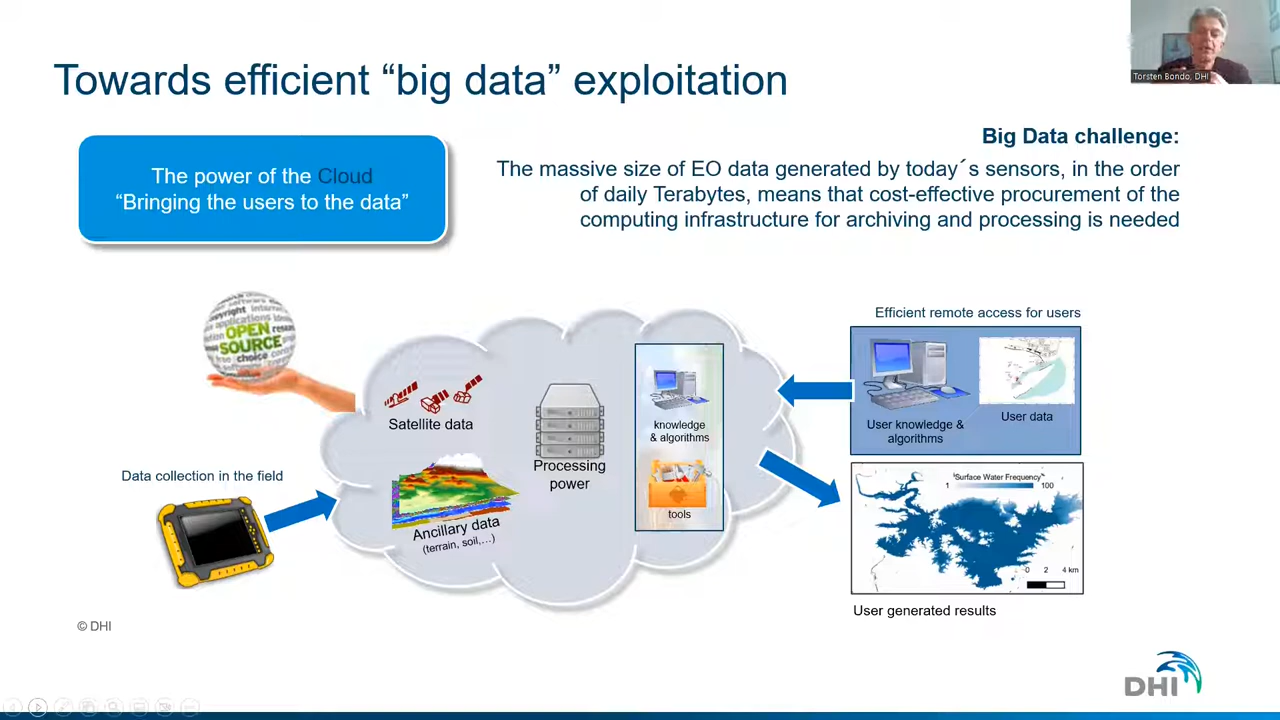 Torsten Bondo, DHI
Towards efficient “big data” exploitation
The power of the Cloud
“Bringing the users to the data”
Big Data challenge:
The massive size of EO data generated by today´s sensors, in the order
of daily Terabytes, means that cost-effective procurement of the
computing infrastructure for archiving and processing is needed
copyright
applications
OPEN
SOURCE
free choice
Data collection in the field
Satellite data
Ancillary data
(terrain, soil,…)
Processing
power
knowledge
& algorithms
tools
Efficient remote access for users
User knowledge &
algorithms
User data
Surface Water Frequency
1 100
0 2 4 km
User generated results
© DHI
DHI